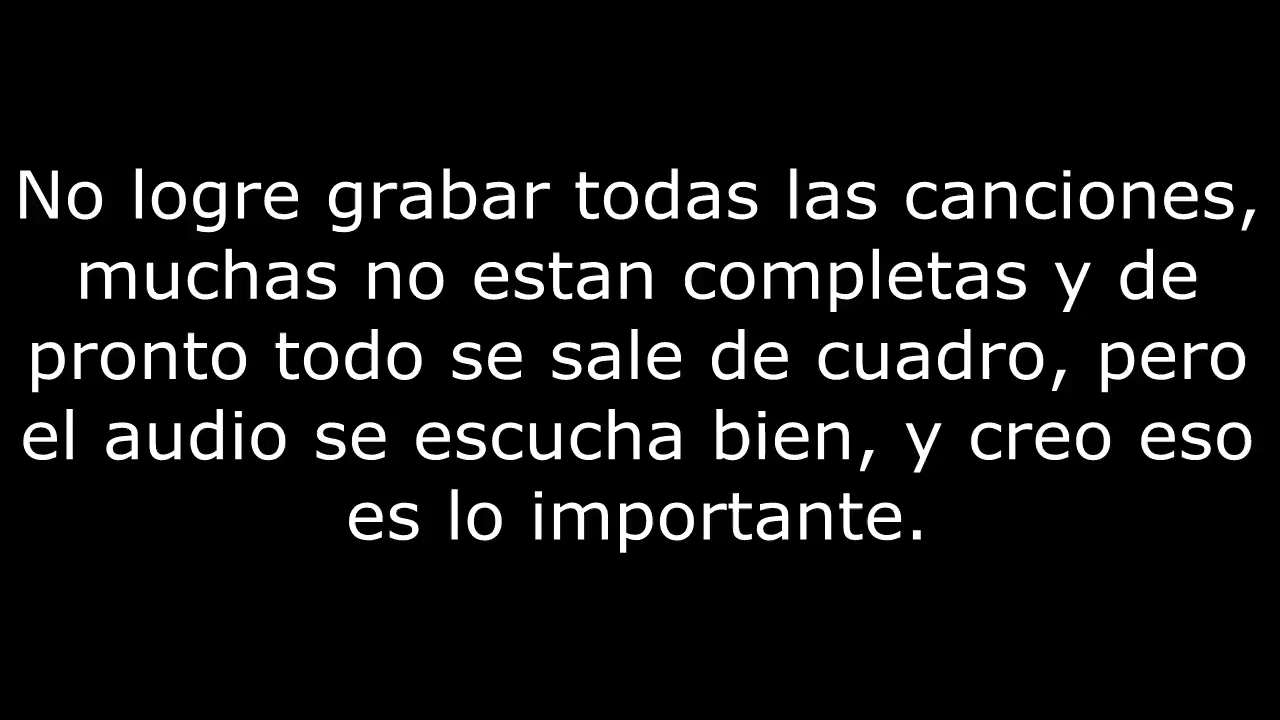 No logre grabar todas las canciones,
muchas no estan completas y de
pronto todo se sale de cuadro, pero
el audio se escucha bien, y creo eso
es lo importante.